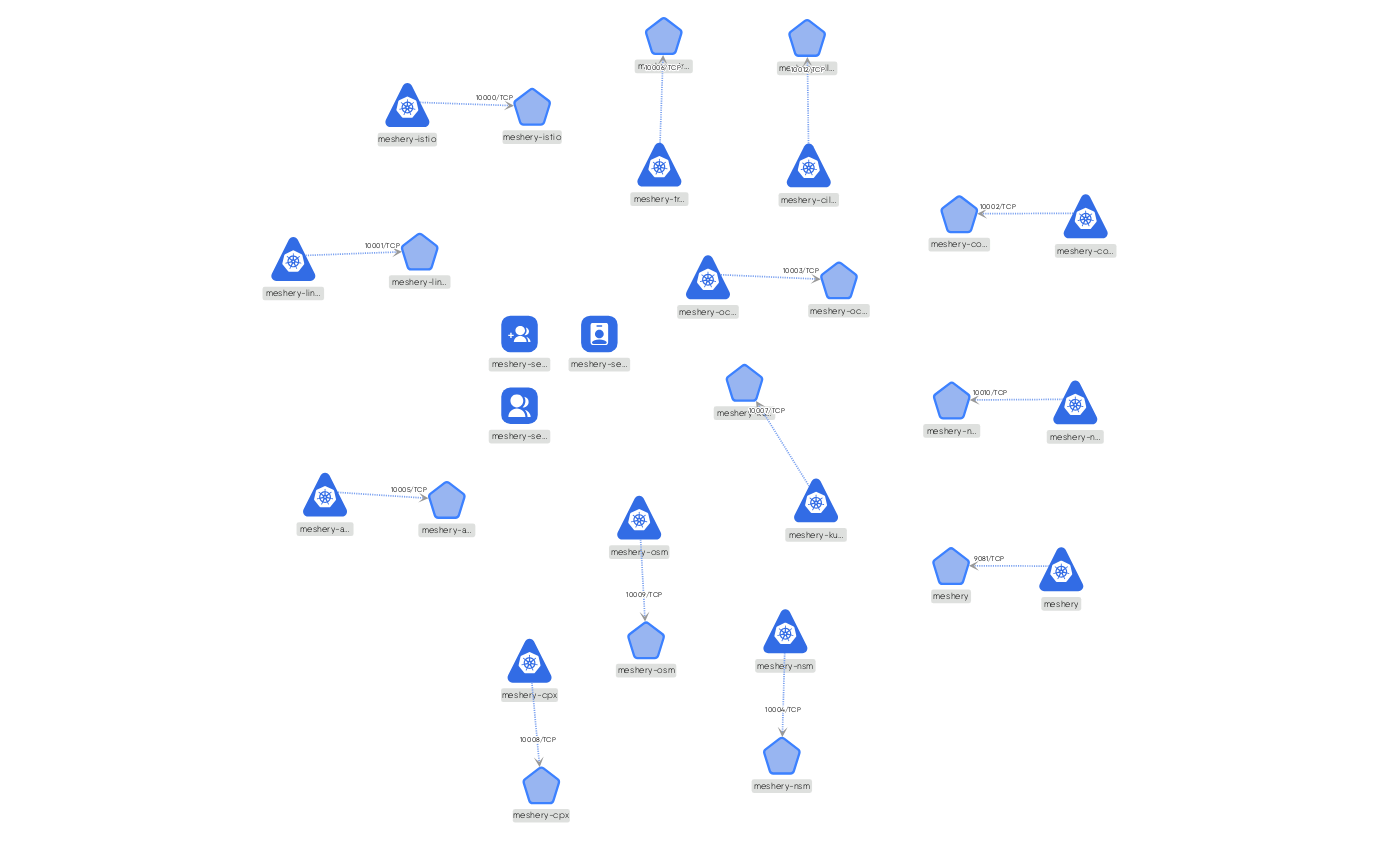 10006/TCP
10012/TCP
10000/TCP
meshery-istio
meshery-istio
meshery-tr...
meshery-cil...
10002/TCP
meshery-co...
meshery-co...
10001/TCP
meshery-lin...
meshery-lin...
10003/TCP
meshery-oc...
meshery-oc...
meshery-se...
meshery-se...
meshery-se...
10007/TCP
10010/TCP
meshery-n...
meshery-n...
10005/TCP
meshery-a...
meshery-a...
meshery-ku...
meshery-osm
10009/TCP
meshery-osm
9081/TCP
meshery
meshery
meshery-nsm
10004/TCP
meshery-nsm
meshery-cpx
10008/TCP
meshery-cpx